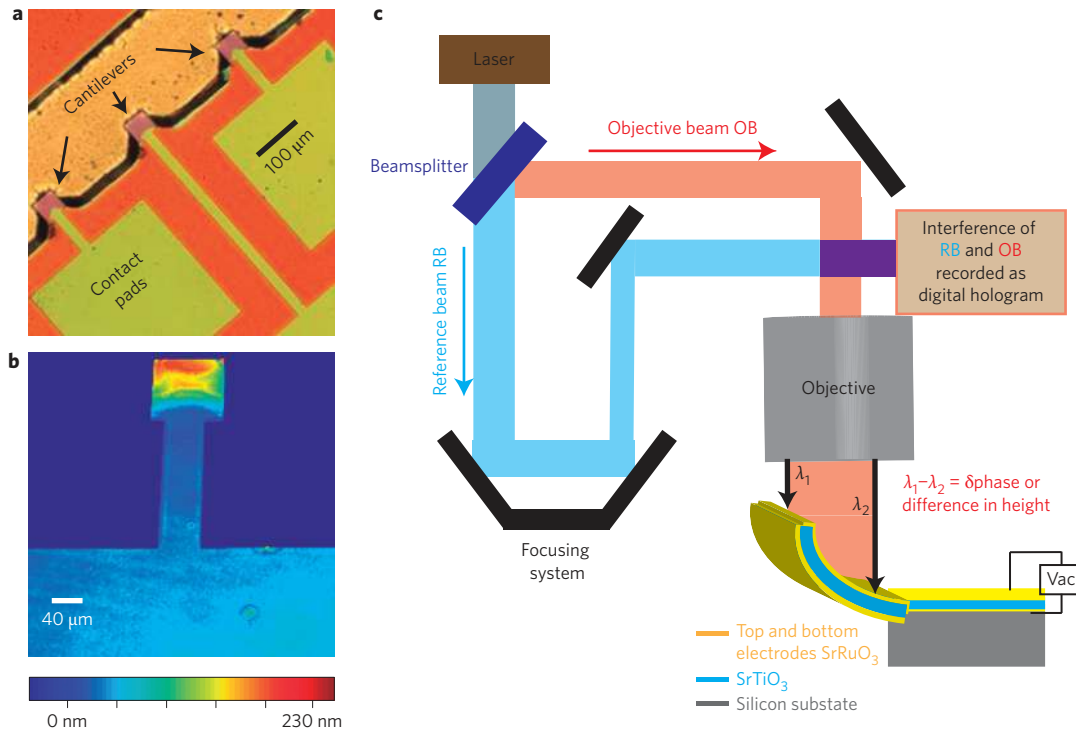 a
Cantilevers
100 μm
Contact
pads
b
40 μm
0 nm
230 nm
c
Laser
Objective beam OB
Beamsplitter
Reference beam RB
Interference of
RB and OB
recorded as
digital hologram
Objective
λ1
λ2
λ1–λ2 = δphase or
difference in height
Focusing
system
Vac
Top and bottom
electrodes SrRuO3
SrTiO3
Silicon substate